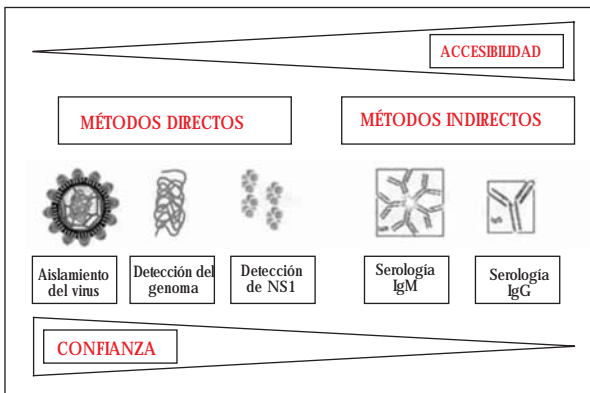 ACCESIBILIDAD
MÉTODOS DIRECTOS
MÉTODOS INDIRECTOS
Aislamiento
del virus
Detección del
genoma
Detección
de NS1
Serología
IgM
Serología
IgG
CONFIANZA